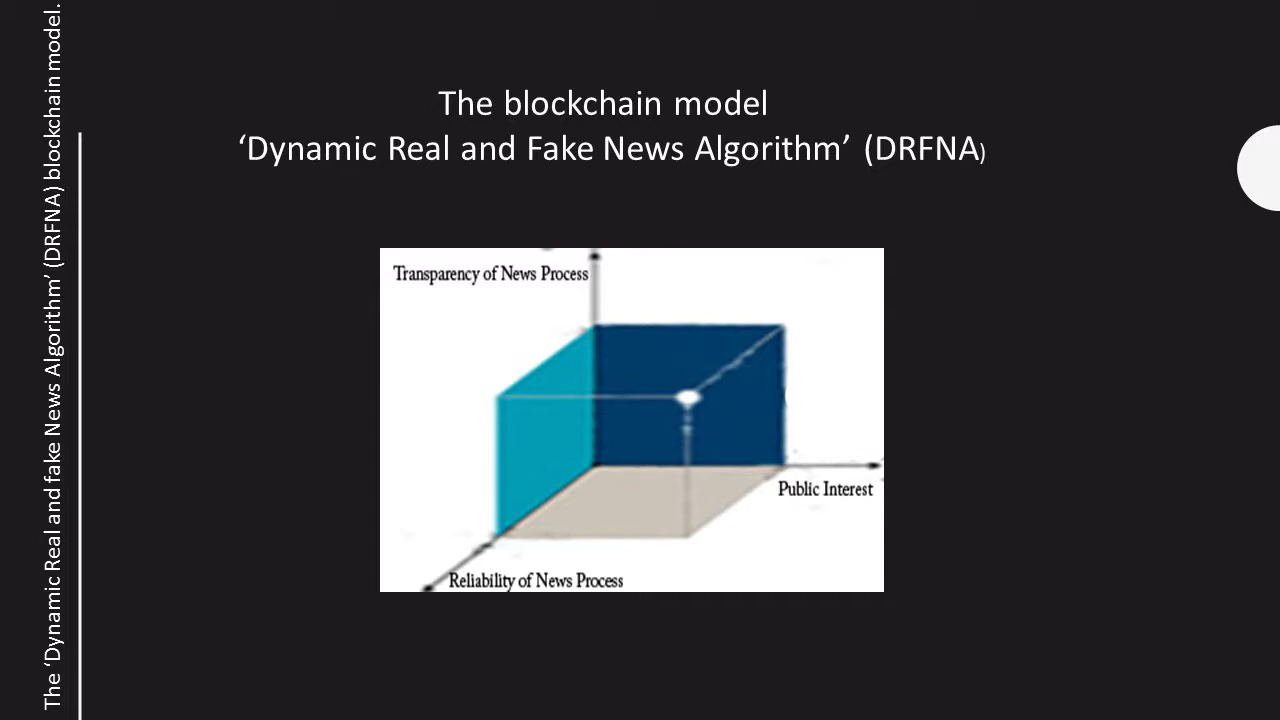 The ‘Dynamic Real and fake News Algorithm’ (DRFNA) blockchain model.
The blockchain model
‘Dynamic Real and Fake News Algorithm’ (DRFNA)
Transparency of News Process
Public Interest
Reliability of News Process